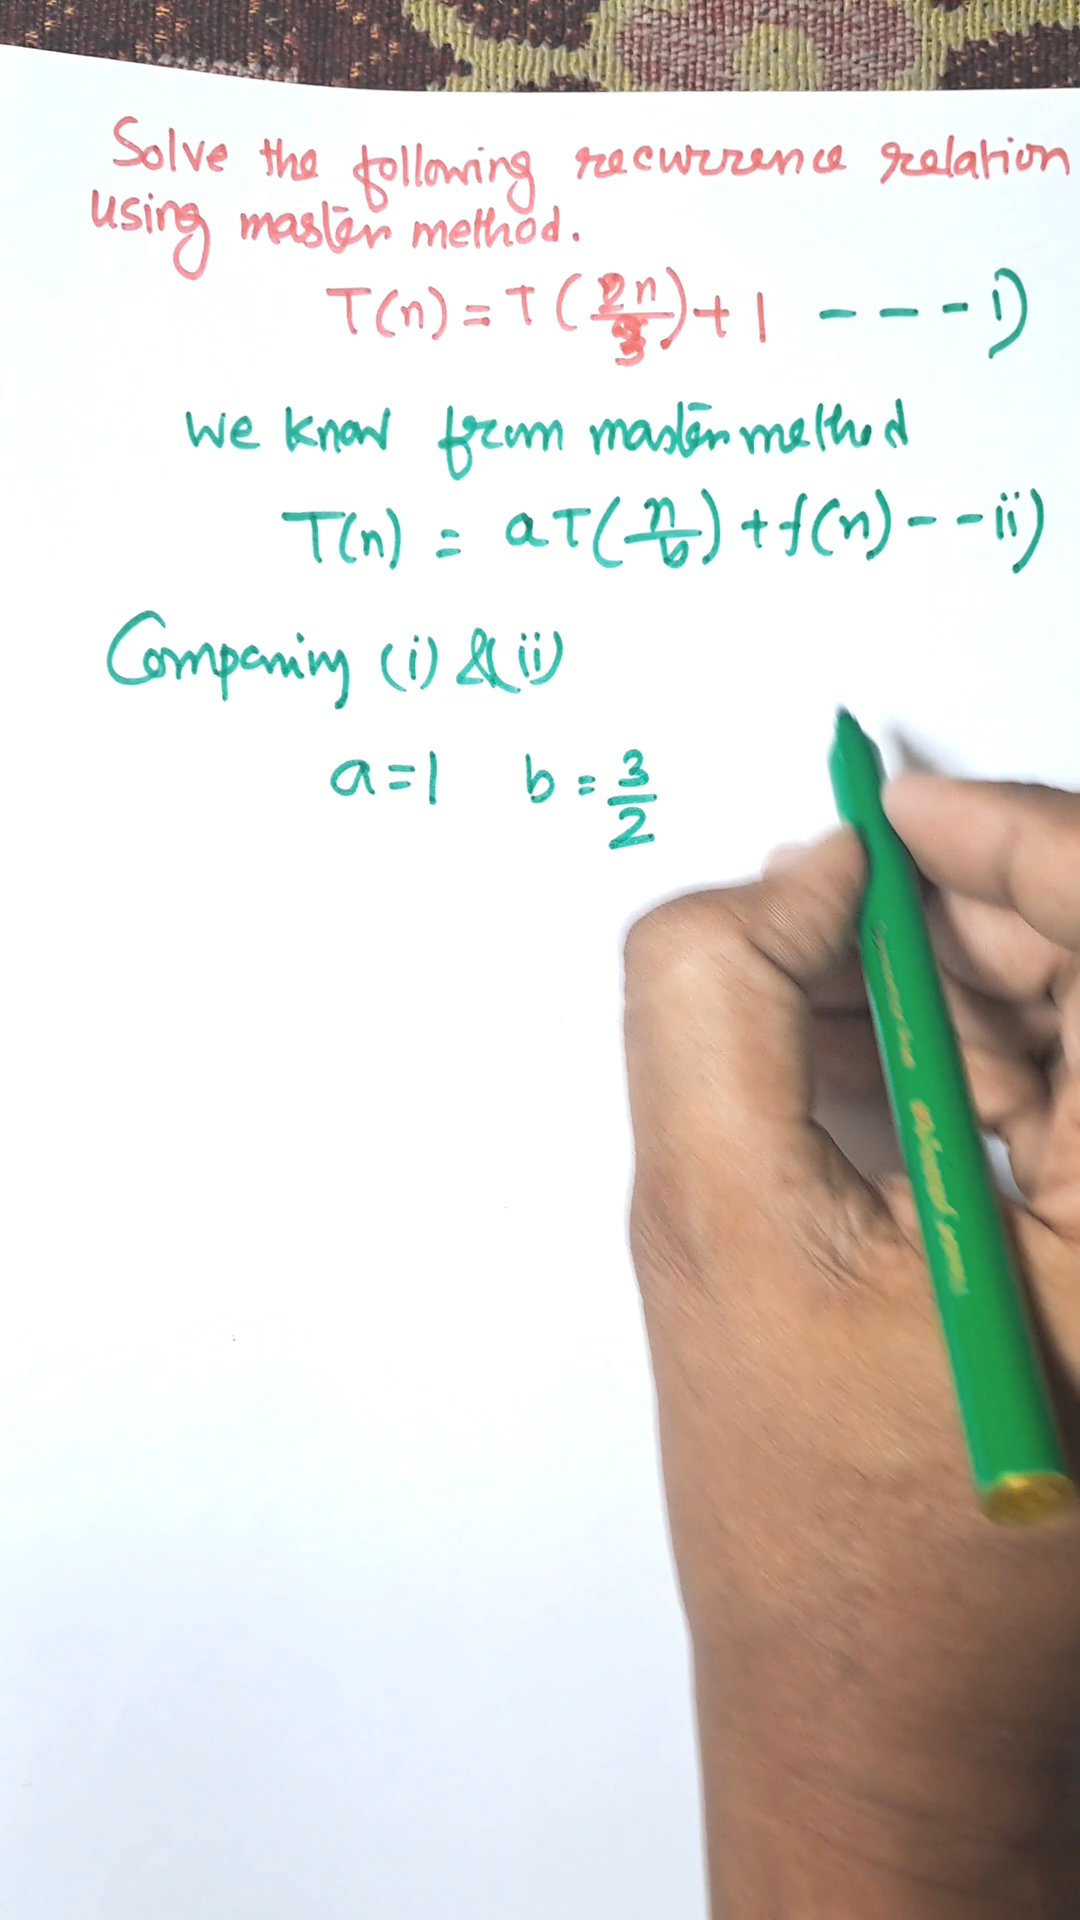 Solve the following recurrence relation
using master method.
T(n) = T(2n/3) + 1 --- i)
We know from master method
T(n) = aT(n/b) + f(n) -- ii)
Comparing (i) & (ii)
a=1 b = 3/2